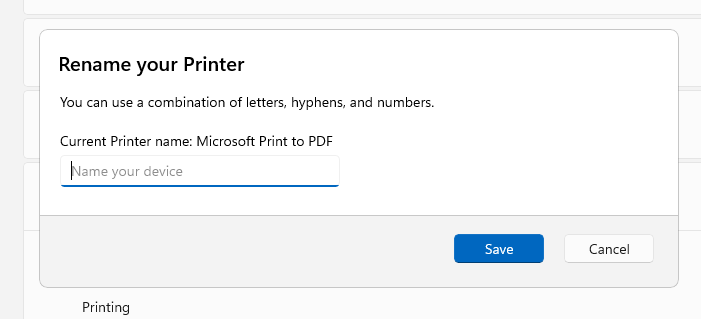 Rename your Printer
You can use a combination of letters, hyphens, and numbers.
Current Printer name: Microsoft Print to PDF
Name your device
Save
Cancel
Printing